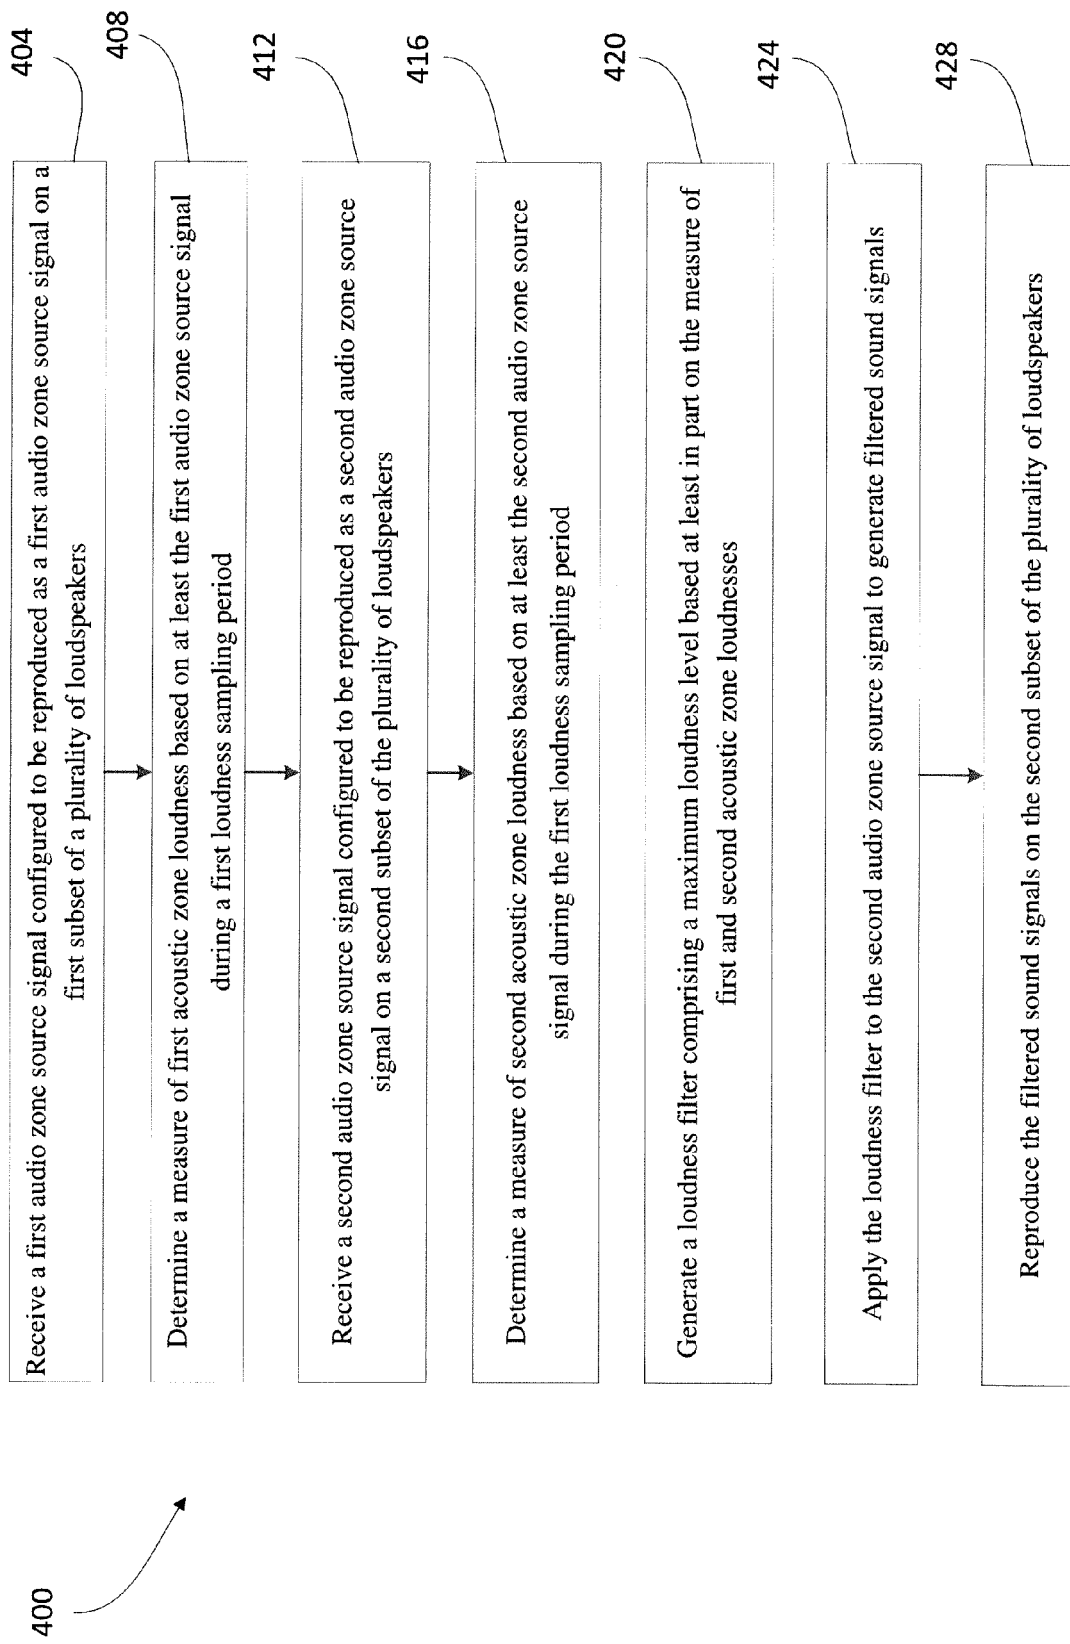 400
404
Receive a first audio zone source signal configured to be reproduced as a first audio zone source signal on a
first subset of a plurality of loudspeakers
408
Determine a measure of first acoustic zone loudness based on at least the first audio zone source signal
during a first loudness sampling period
412
Receive a second audio zone source signal configured to be reproduced as a second audio zone source
signal on a second subset of the plurality of loudspeakers
416
Determine a measure of second acoustic zone loudness based on at least the second audio zone source
signal during the first loudness sampling period
420
Generate a loudness filter comprising a maximum loudness level based at least in part on the measure of
first and second acoustic zone loudnesses
424
Apply the loudness filter to the second audio zone source signal to generate filtered sound signals
428
Reproduce the filtered sound signals on the second subset of the plurality of loudspeakers